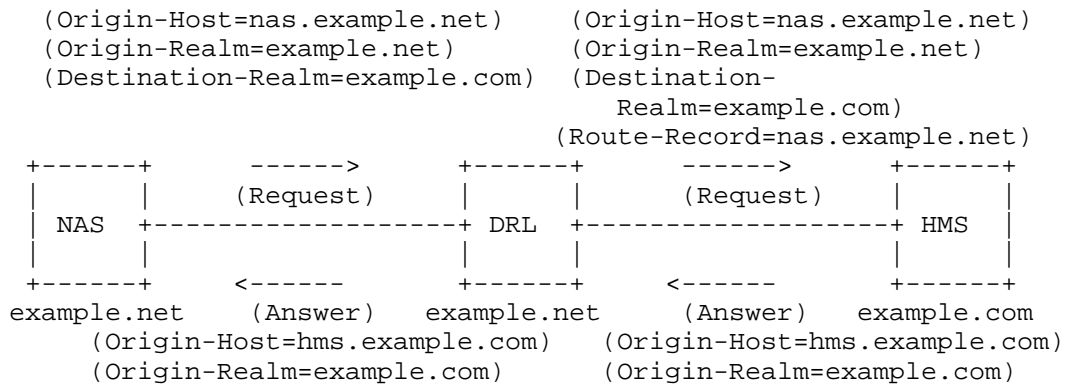 (Origin-Host=nas.example.net)    (Origin-Host=nas.example.net)
(Origin-Realm=example.net)       (Origin-Realm=example.net)
(Destination-Realm=example.com)  (Destination-
Realm=example.com)
(Route-Record=nas.example.net)
+------+      ------>      +------+      ------>      +------+
|      |     (Request)     |      |     (Request)     |      |
| NAS  +-------------------+ DRL  +-------------------+ HMS  |
|      |                   |      |                   |      |
+------+     <------       +------+     <------       +------+
example.net    (Answer)   example.net     (Answer)   example.com
(Origin-Host=hms.example.com)   (Origin-Host=hms.example.com)
(Origin-Realm=example.com)      (Origin-Realm=example.com)